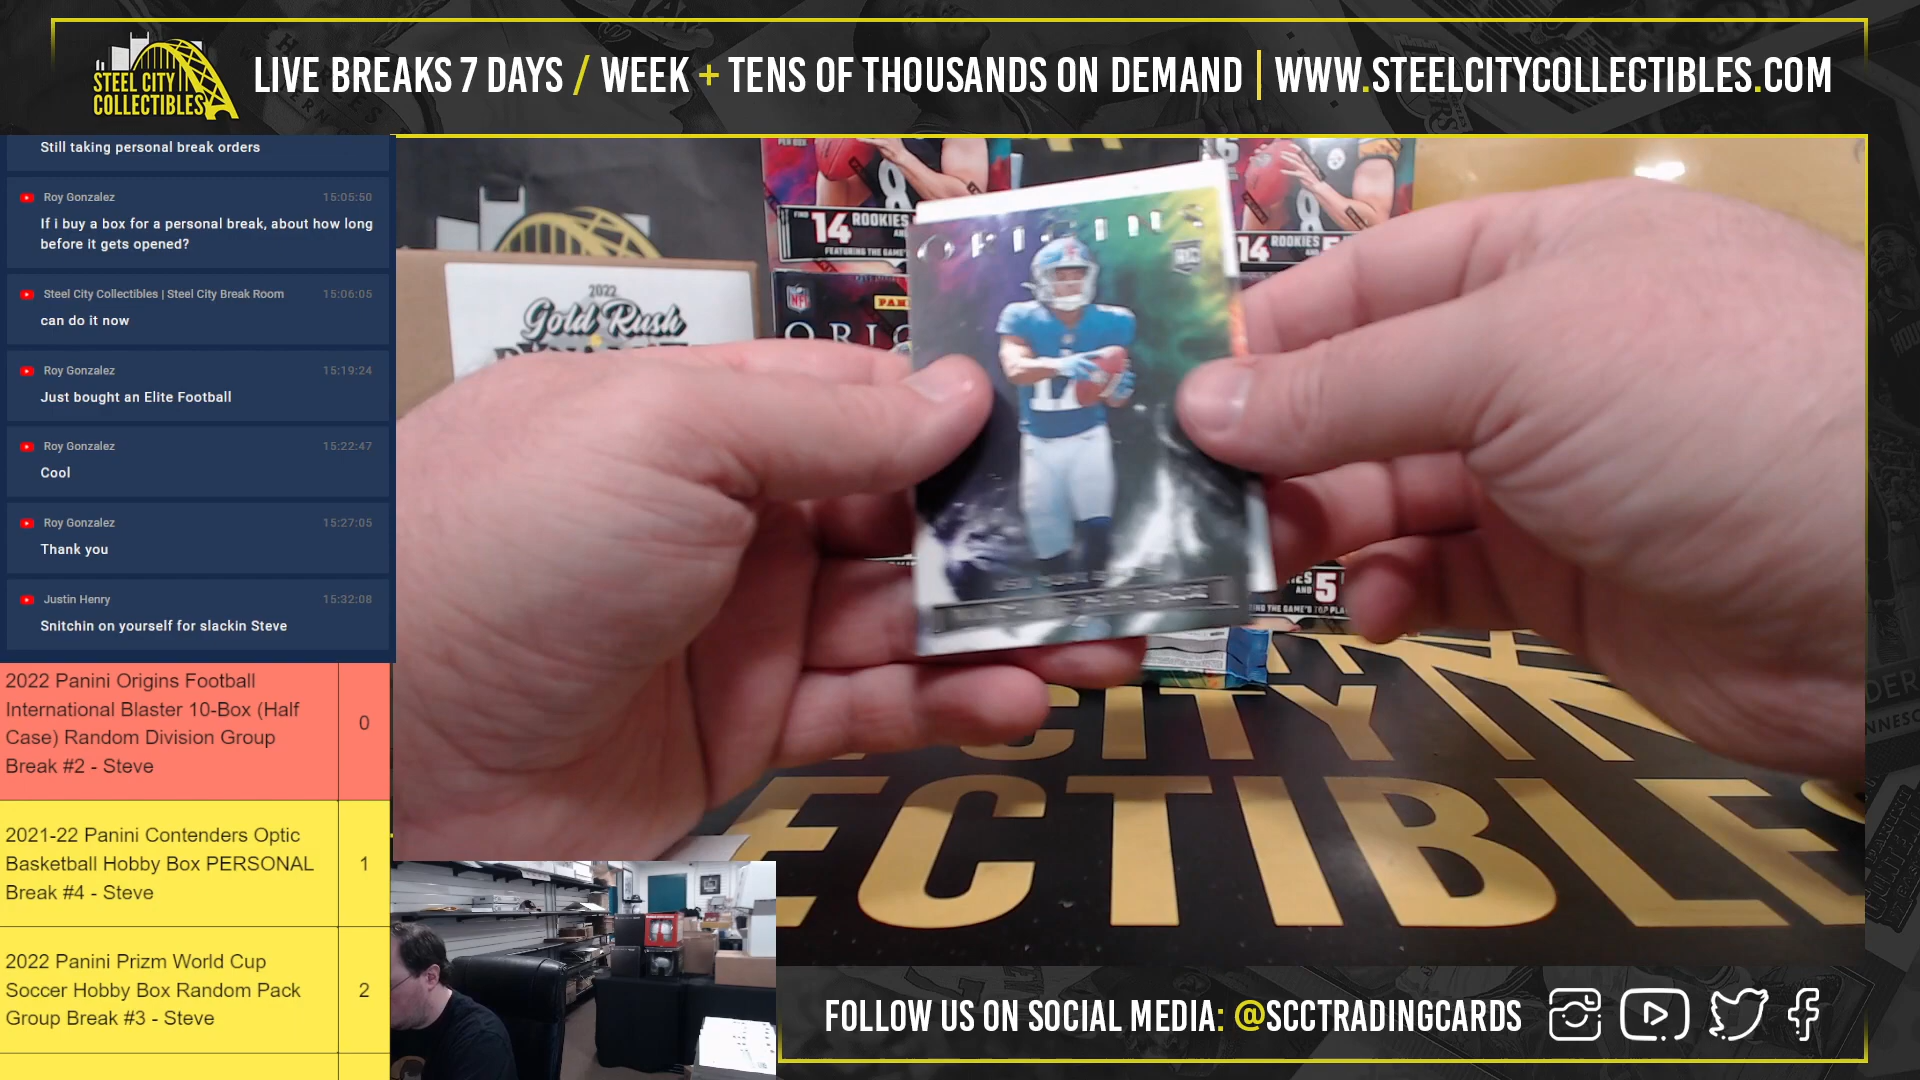 STEEL CITY
COLLECTIBLES
LIVE BREAKS 7 DAYS / WEEK + TENS OF THOUSANDS ON DEMAND | WWW.STEELCITYCOLLECTIBLES.COM
Still taking personal break orders
Roy Gonzalez 15:05:50
If i buy a box for a personal break, about how long
before it gets opened?
Steel City Collectibles | Steel City Break Room 15:06:05
can do it now
Roy Gonzalez 15:19:24
Just bought an Elite Football
Roy Gonzalez 15:22:47
Cool
Roy Gonzalez 15:27:05
Thank you
Justin Henry 15:32:08
Snitchin on yourself for slackin Steve
2022 Panini Origins Football
International Blaster 10-Box (Half
Case) Random Division Group
Break #2 - Steve
0
2021-22 Panini Contenders Optic
Basketball Hobby Box PERSONAL
Break #4 - Steve
1
2022 Panini Prizm World Cup
Soccer Hobby Box Random Pack
Group Break #3 - Steve
2
2022
Gold Rush
14 ROOKIES
NFL
14 ROOKIES
ORIGINS
RC
AND 5
CITY
ECTIBLE
FOLLOW US ON SOCIAL MEDIA: @SCCTRADINGCARDS